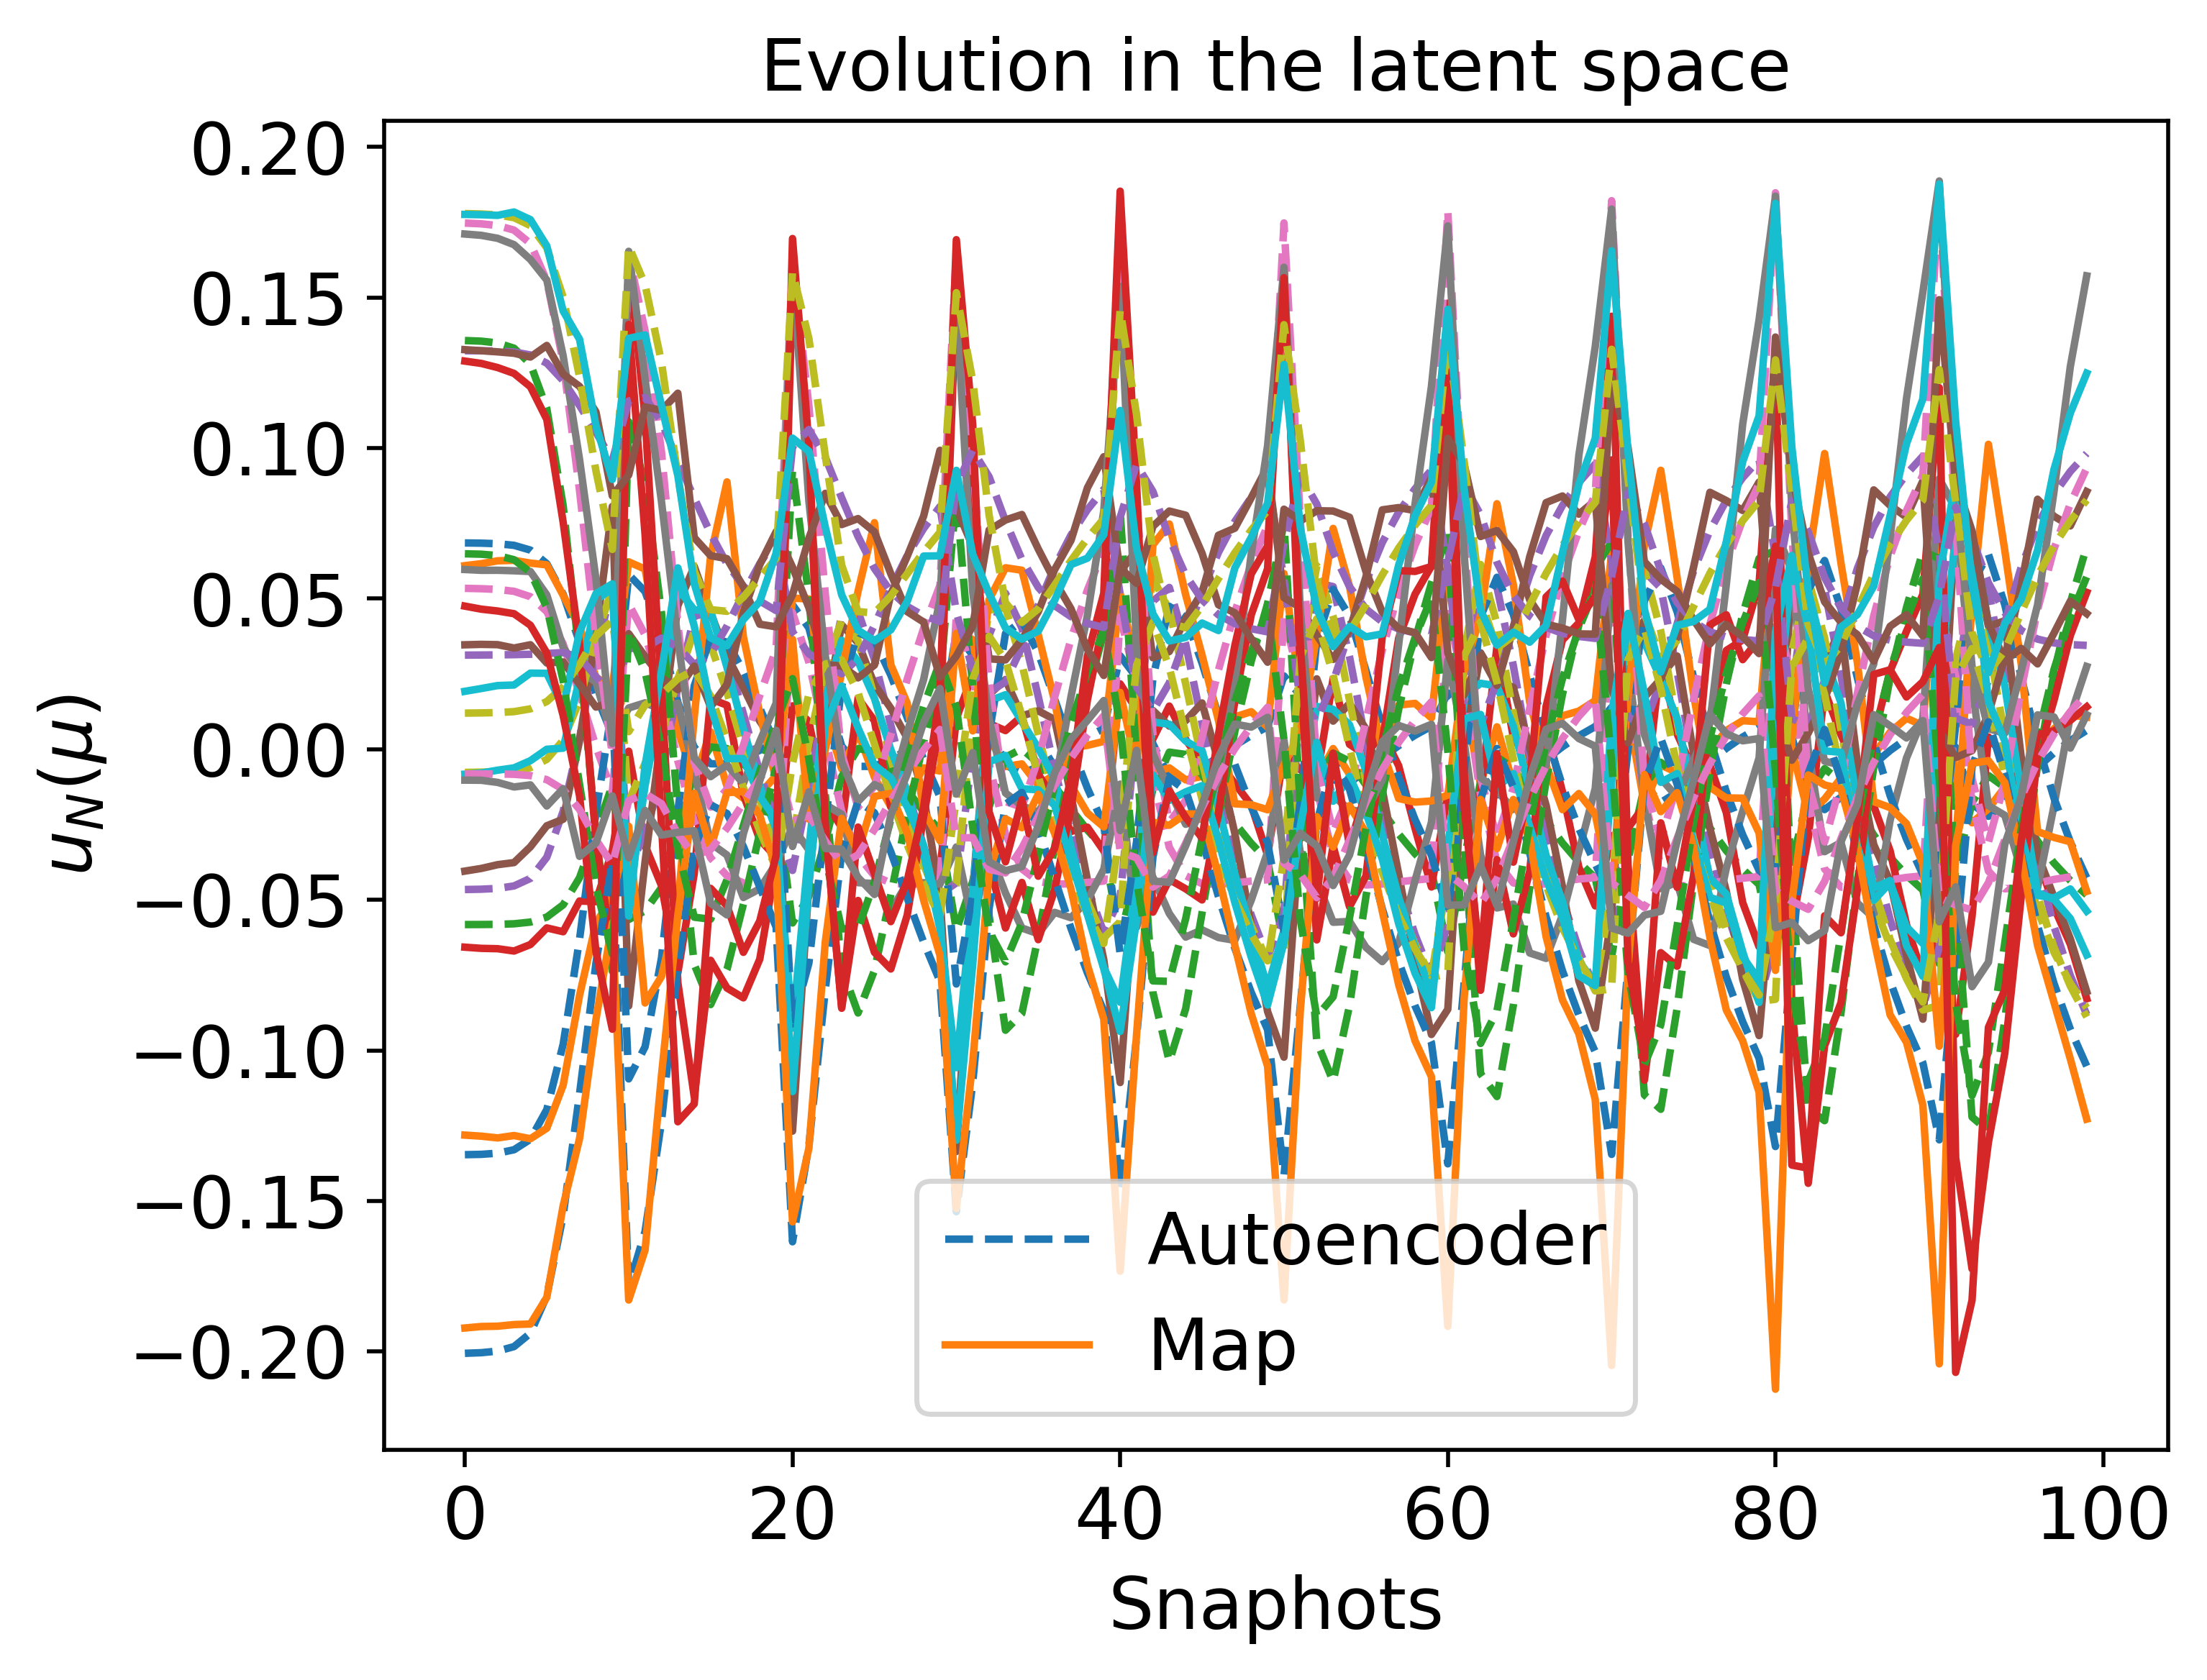 Evolution in the latent space
0.20
0.15
0.10
0.05
0.00
−0.05
−0.10
−0.15
−0.20
u_N(μ)
Autoencoder
Map
0 20 40 60 80 100
Snaphots